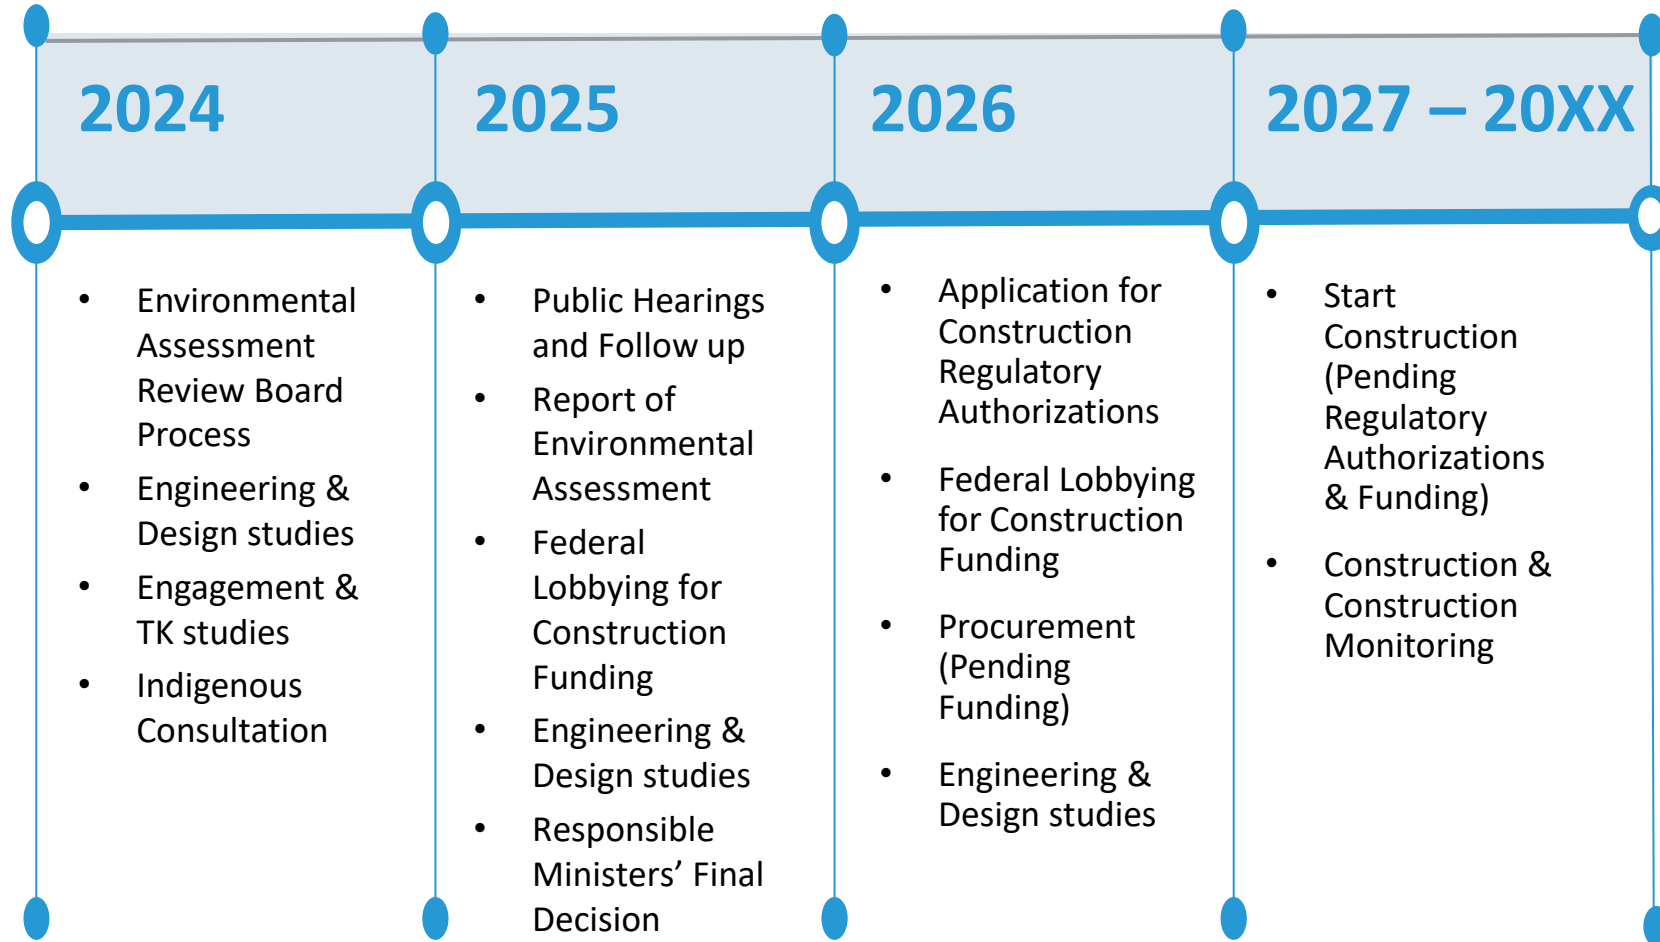 2024
• Environmental
Assessment
Review Board
Process
• Engineering &
Design studies
• Engagement &
TK studies
• Indigenous
Consultation
2025
• Public Hearings
and Follow up
• Report of
Environmental
Assessment
• Federal
Lobbying for
Construction
Funding
• Engineering &
Design studies
• Responsible
Ministers’ Final
Decision
2026
• Application for
Construction
Regulatory
Authorizations
• Federal Lobbying
for Construction
Funding
• Procurement
(Pending
Funding)
• Engineering &
Design studies
2027 – 20XX
• Start
Construction
(Pending
Regulatory
Authorizations
& Funding)
• Construction &
Construction
Monitoring